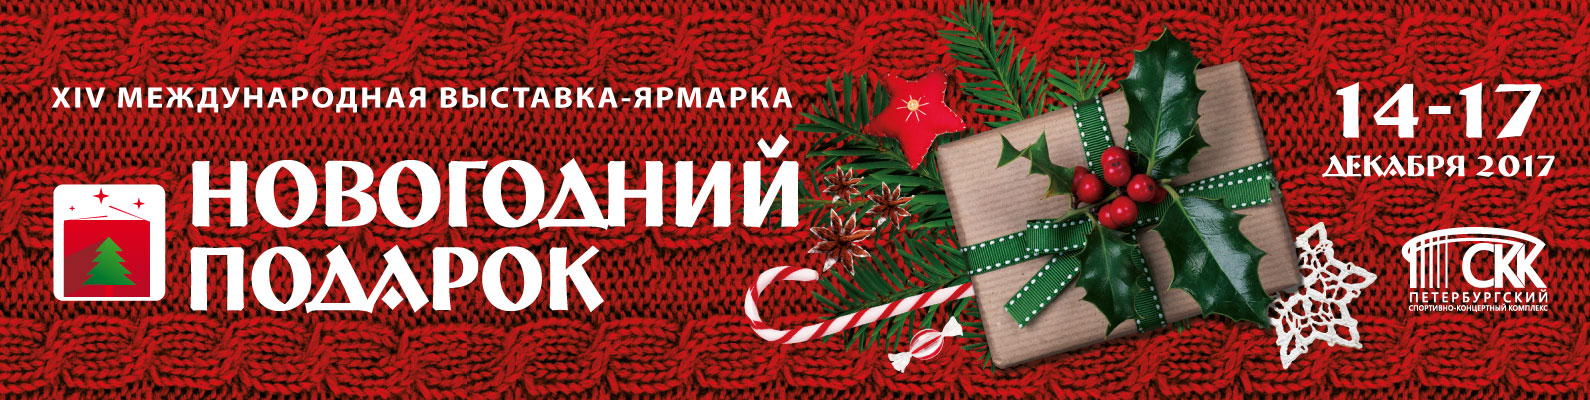 XIV МЕЖДУНАРОДНАЯ ВЫСТАВКА-ЯРМАРКА
НОВОГОДНИЙ
ПОДАРОК
14-17
ДЕКАБРЯ 2017
СКК
ПЕТЕРБУРГСКИЙ
СПОРТИВНО-КОНЦЕРТНЫЙ КОМПЛЕКС